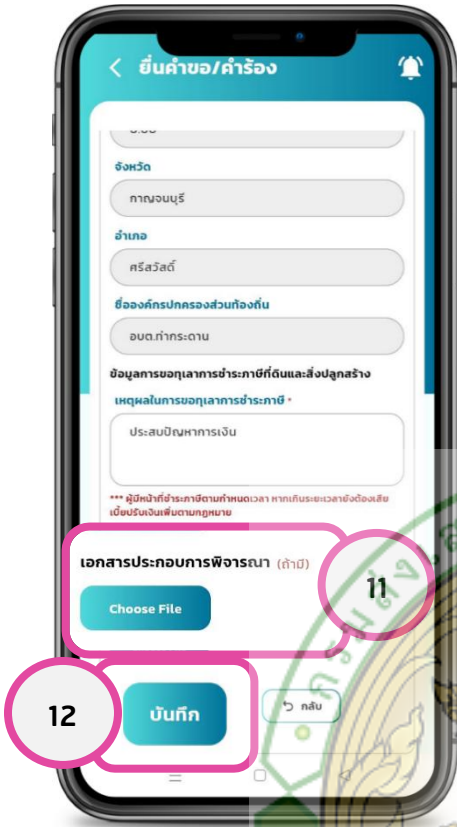 ยื่นคำขอ/คำร้อง
จังหวัด
กาญจนบุรี
อำเภอ
ศรีสวัสดิ์
ชื่อองค์กรปกครองส่วนท้องถิ่น
อบต.ท่ากระดาน
ข้อมูลการขอทุเลาการชำระภาษีที่ดินและสิ่งปลูกสร้าง
เหตุผลในการขอทุเลาการชำระภาษี *
ประสบปัญหาการเงิน
*** ผู้มีหน้าที่ชำระภาษีตามกำหนดเวลา หากเกินระยะเวลายังต้องเสีย
เบี้ยปรับเงินเพิ่มตามกฎหมาย
เอกสารประกอบการพิจารณา (ถ้ามี)
11
Choose File
12
บันทึก
กลับ